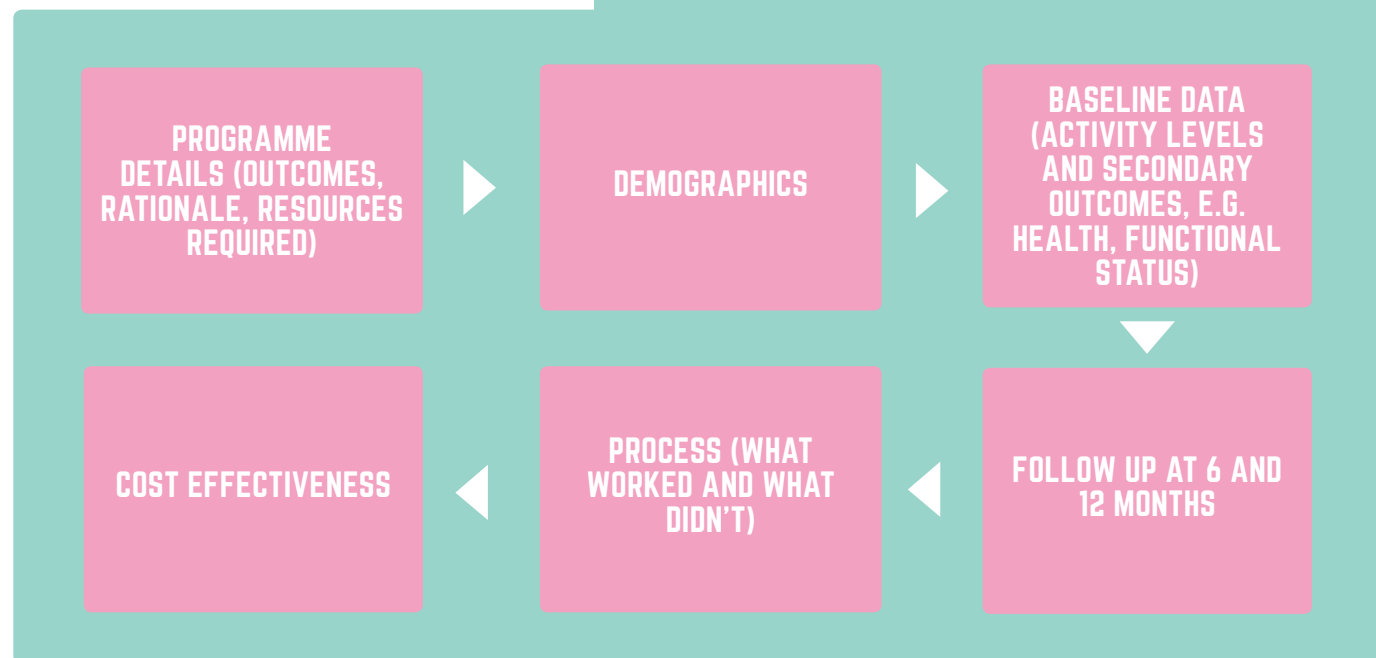 PROGRAMME
DETAILS (OUTCOMES,
RATIONALE, RESOURCES
REQUIRED)
DEMOGRAPHICS
BASELINE DATA
(ACTIVITY LEVELS
AND SECONDARY
OUTCOMES, E.G.
HEALTH, FUNCTIONAL
STATUS)
FOLLOW UP AT 6 AND
12 MONTHS
PROCESS (WHAT
WORKED AND WHAT
DIDN'T)
COST EFFECTIVENESS